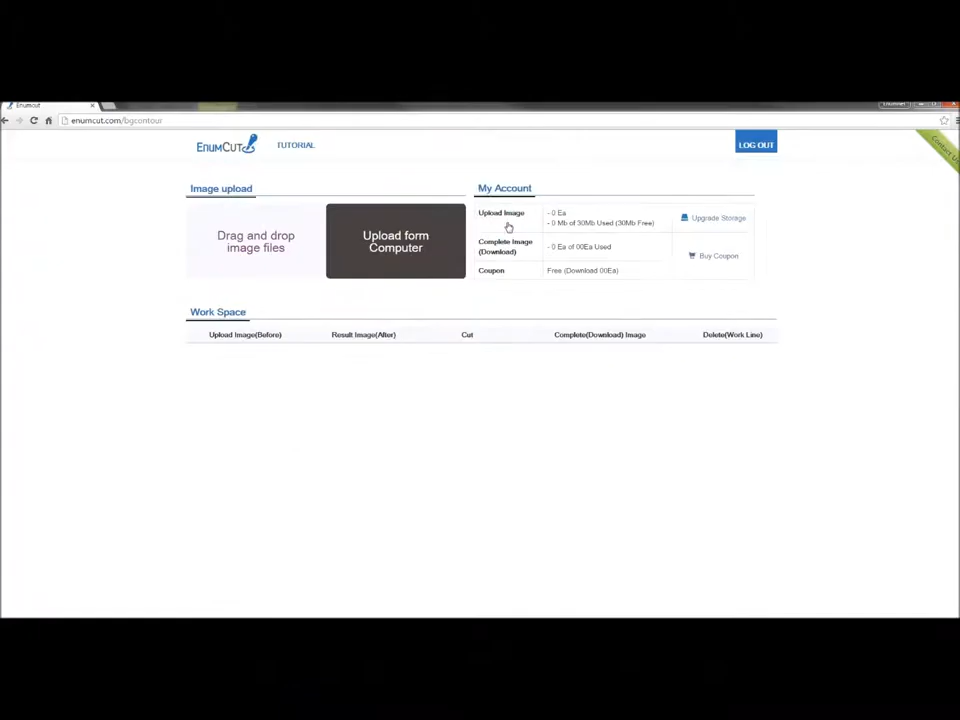 Enumcut
enumcut.com/bgcontour
ENUMCUT
TUTORIAL
LOG OUT
Contact Us
Image upload
My Account
Drag and drop
image files
Upload form
Computer
Upload Image
- 0 Ea
- 0 Mb of 30Mb Used (30Mb Free)
Upgrade Storage
Complete Image
(Download)
- 0 Ea of 00Ea Used
Buy Coupon
Coupon
Free (Download 00Ea)
Work Space
Upload Image(Before)
Result Image(After)
Cut
Complete(Download) Image
Delete(Work Line)